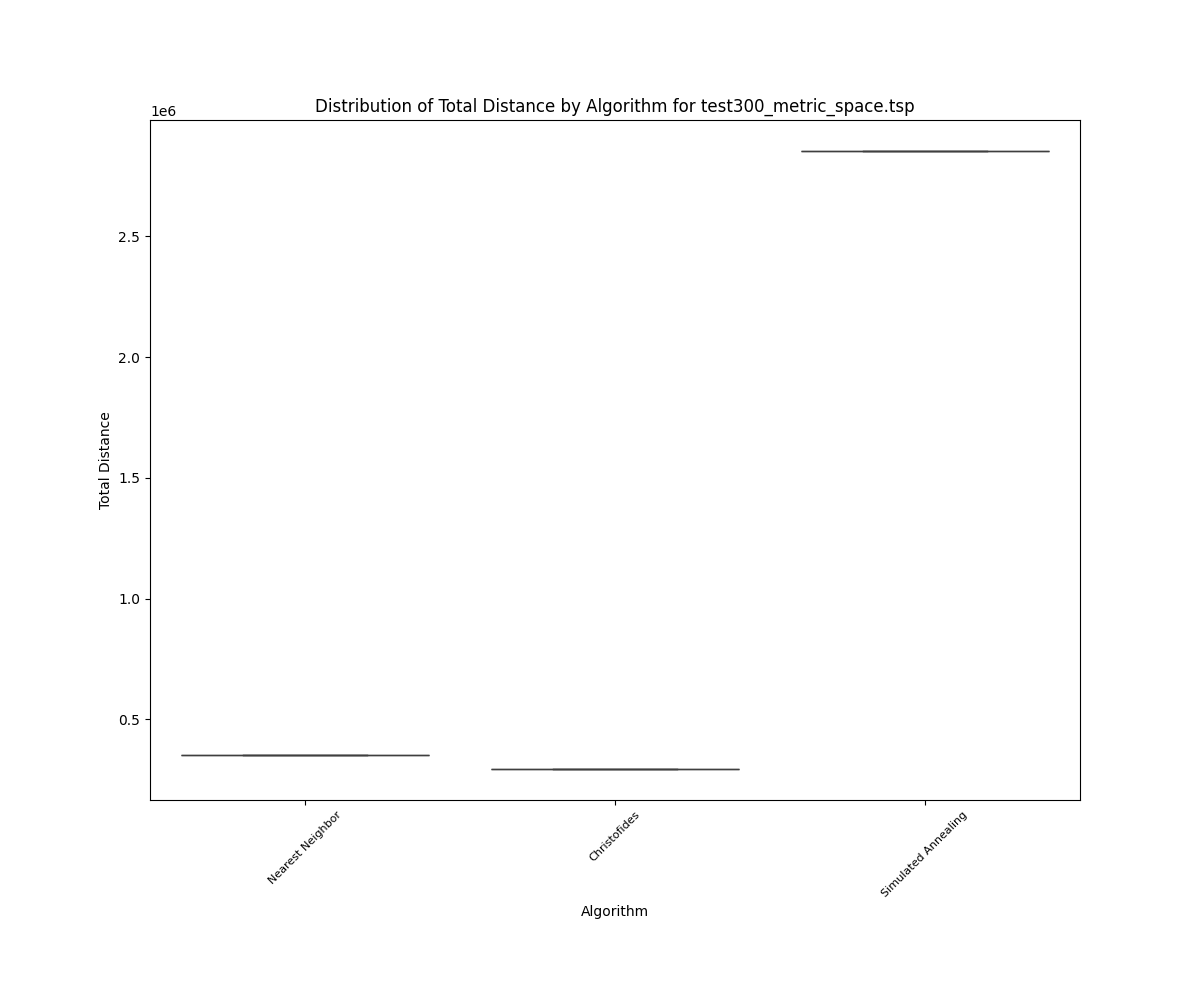 Distribution of Total Distance by Algorithm for test300_metric_space.tsp
1e6
2.5
2.0
1.5
1.0
0.5
Total Distance
Nearest Neighbor
Christofides
Simulated Annealing
Algorithm